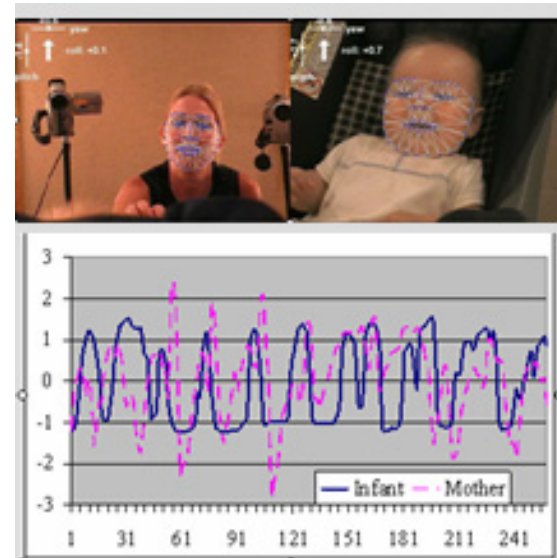 yaw
roll: +0.1
pitch
yaw
roll: +0.7
pitch
3
2
1
0
-1
-2
-3
Infant
Mother
1 31 61 91 121 151 181 211 241